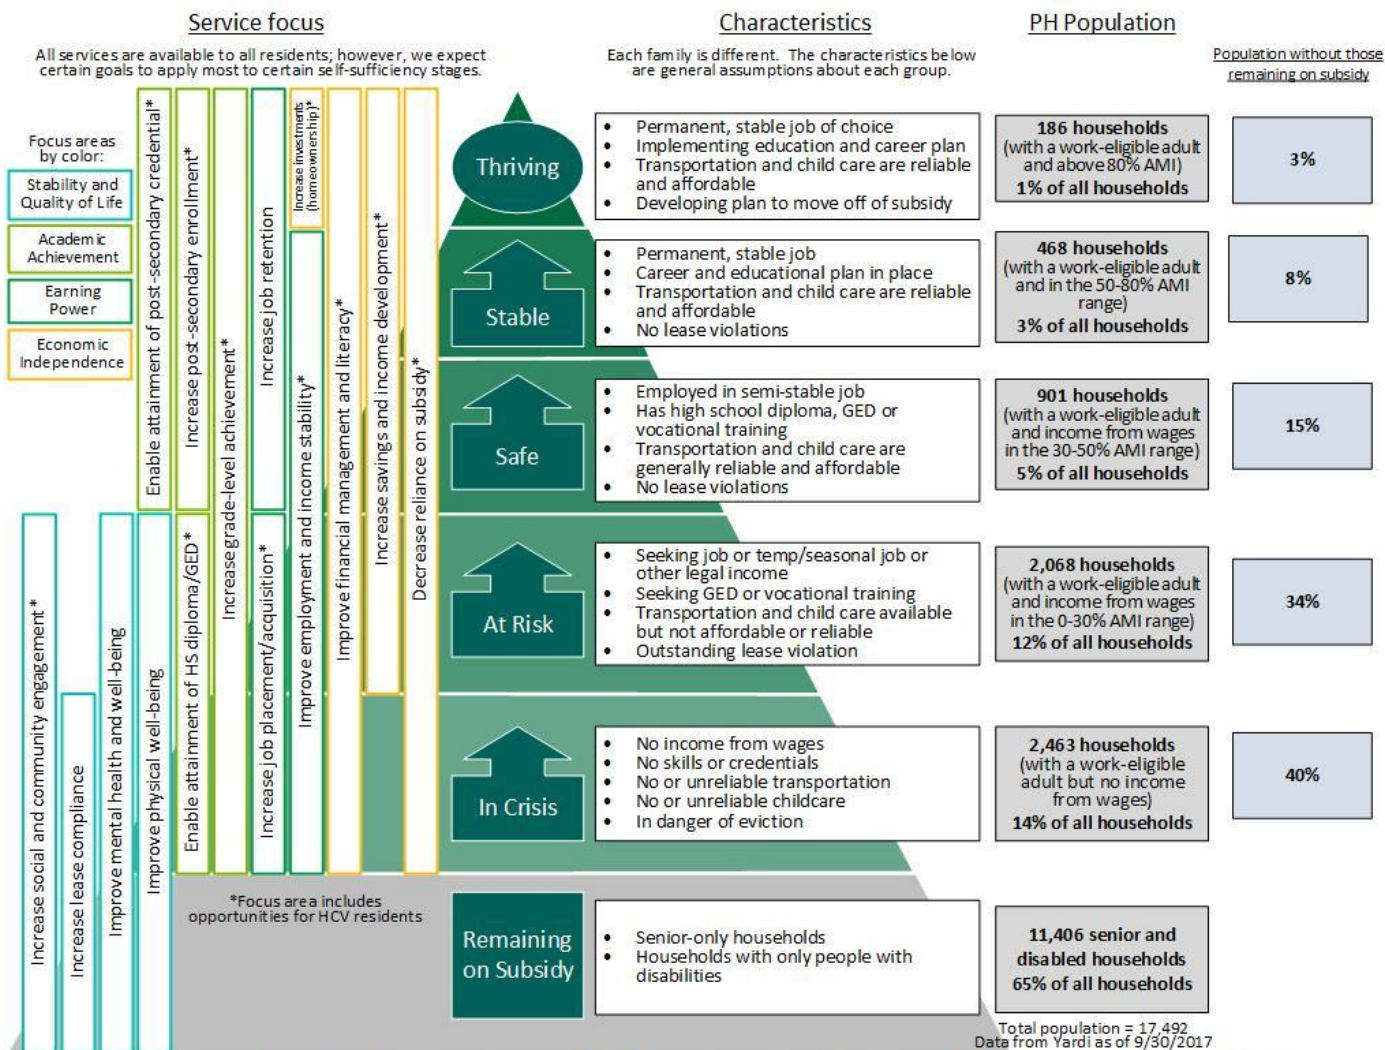 Service focus
All services are available to all residents; however, we expect
certain goals to apply most to certain self-sufficiency stages.
Focus areas
by color:
Stability and
Quality of Life
Academic
Achievement
Earning
Power
Economic
Independence
Increase social and community engagement*
Increase lease compliance
Improve mental health and well-being
Improve physical well-being
Enable attainment of post-secondary credential*
Increase post-secondary enrollment*
Enable attainment of HS diploma/GED*
Increasegrade-level achievement*
Increase job retention
Increase job placement/acquisition*
Increase investments
(homeownership)*
Improve employment and income stability*
Improve financial management and literacy*
Increase savings and income development*
Decrease reliance on subsidy*
*Focus area includes
opportunities for HCV residents
Thriving
Stable
Safe
At Risk
In Crisis
Remaining
on Subsidy
Characteristics
Each family is different. The characteristics below
are general assumptions about each group.
• Permanent, stable job of choice
• Implementing education and career plan
• Transportation and child care are reliable
and affordable
• Developing plan to move off of subsidy
• Permanent, stable job
• Career and educational plan in place
• Transportation and child care are reliable
and affordable
• No lease violations
• Employed in semi-stable job
• Has high school diploma, GED or
vocational training
• Transportation and child care are
generally reliable and affordable
• No lease violations
• Seeking job or temp/seasonal job or
other legal income
• Seeking GED or vocational training
• Transportation and child care available
but not affordable or reliable
• Outstanding lease violation
• No income from wages
• No skills or credentials
• No or unreliable transportation
• No or unreliable childcare
• In danger of eviction
• Senior-only households
• Households with only people with
disabilities
PH Population
186 households
(with a work-eligible adult
and above 80% AMI)
1% of all households
468 households
(with a work-eligible adult
and in the 50-80% AMI
range)
3% of all households
901 households
(with a work-eligible adult
and income from wages
in the 30-50% AMI range)
5% of all households
2,068 households
(with a work-eligible adult
and income from wages
in the 0-30% AMI range)
12% of all households
2,463 households
(with a work-eligible
adult but no income
from wages)
14% of all households
11,406 senior and
disabled households
65% of all households
Total population = 17,492
Data from Yardi as of 9/30/2017
Population without those
remaining on subsidy
3%
8%
15%
34%
40%